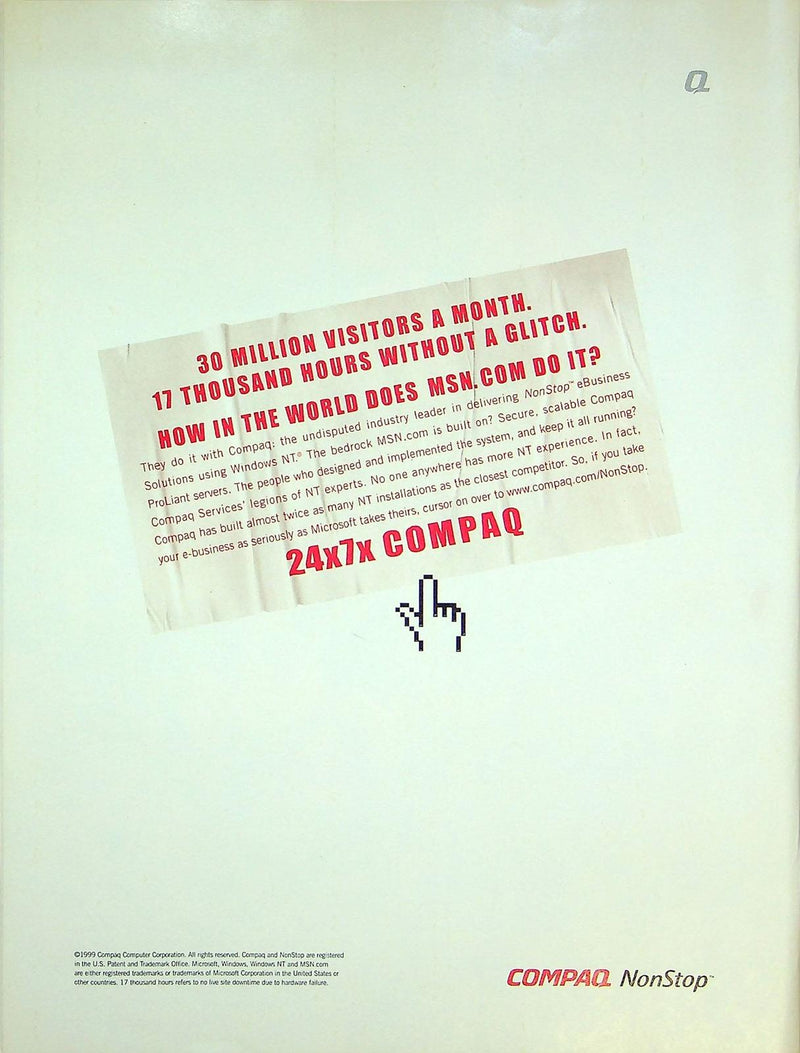 Q
30 MILLION VISITORS A MONTH.
17 THOUSAND HOURS WITHOUT A GLITCH.
HOW IN THE WORLD DOES MSN.COM DO IT?
They do it with Compaq: the undisputed industry leader in delivering NonStop™ eBusiness
Solutions using Windows NT.® The bedrock MSN.com is built on? Secure, scalable Compaq
ProLiant servers. The people who designed and implemented the system, and keep it all running?
Compaq Services' legions of NT experts. No one anywhere has more NT experience. In fact,
Compaq has built almost twice as many NT installations as the closest competitor. So, if you take
your e-business as seriously as Microsoft takes theirs, cursor on over to www.compaq.com/NonStop.
24x7x COMPAQ
©1999 Compaq Computer Corporation. All rights reserved. Compaq and NonStop are registered
in the U.S. Patent and Trademark Office. Microsoft, Windows, Windows NT and MSN.com
are either registered trademarks or trademarks of Microsoft Corporation in the United States or
other countries. 17 thousand hours refers to no live site downtime due to hardware failure.
COMPAQ NonStop™